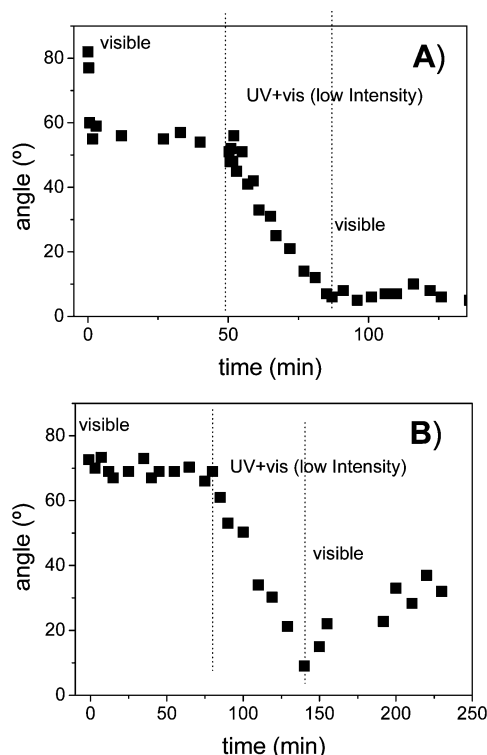 visible
A)
UV+vis (low Intensity)
visible
angle (º)
80
60
40
20
0
0 50 100
time (min)
visible
B)
UV+vis (low Intensity)
visible
angle (º)
80
60
40
20
0
0 50 100 150 200 250
time (min)